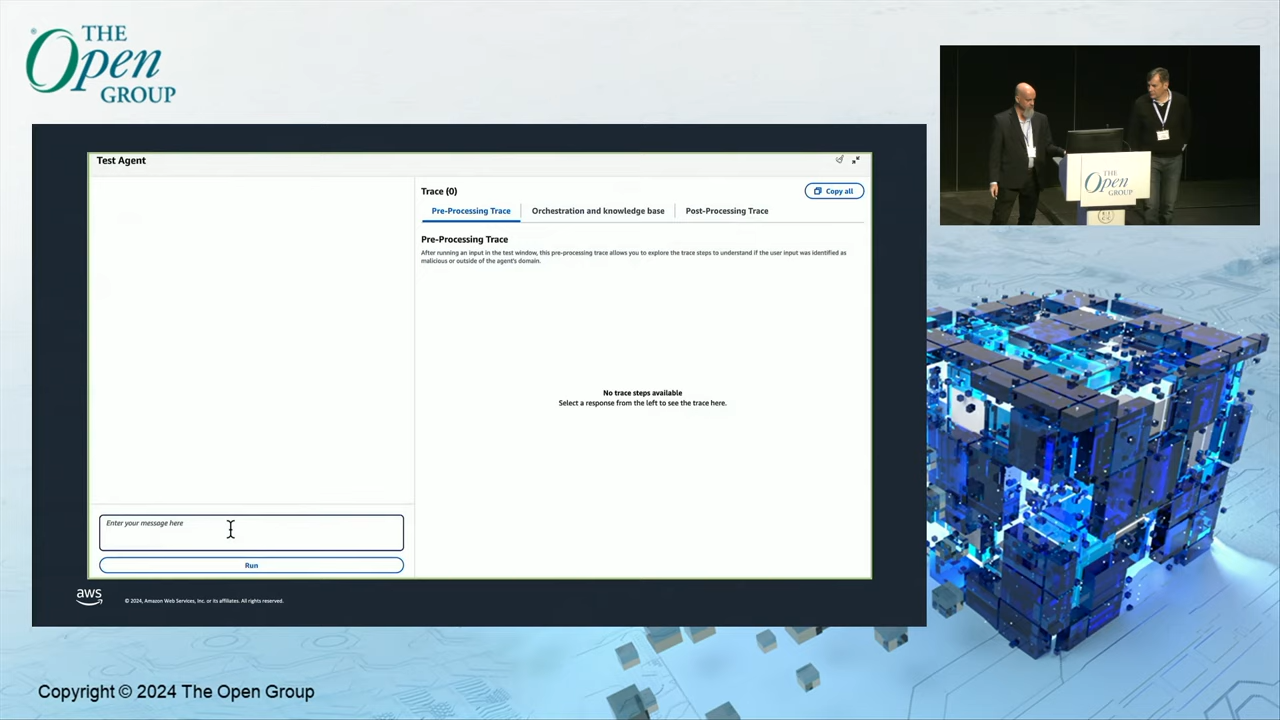 THE
Open
GROUP
Test Agent
Trace (0)
Copy all
Pre-Processing Trace
Orchestration and knowledge base
Post-Processing Trace
Pre-Processing Trace
After running an input in the test window, this pre-processing trace allows you to explore the trace steps to understand if the user input was identified as
malicious or outside of the agent's domain.
No trace steps available
Select a response from the left to see the trace here.
Enter your message here
Run
aws
© 2024, Amazon Web Services, Inc. or its affiliates. All rights reserved.
THE
Open
GROUP
Copyright © 2024 The Open Group